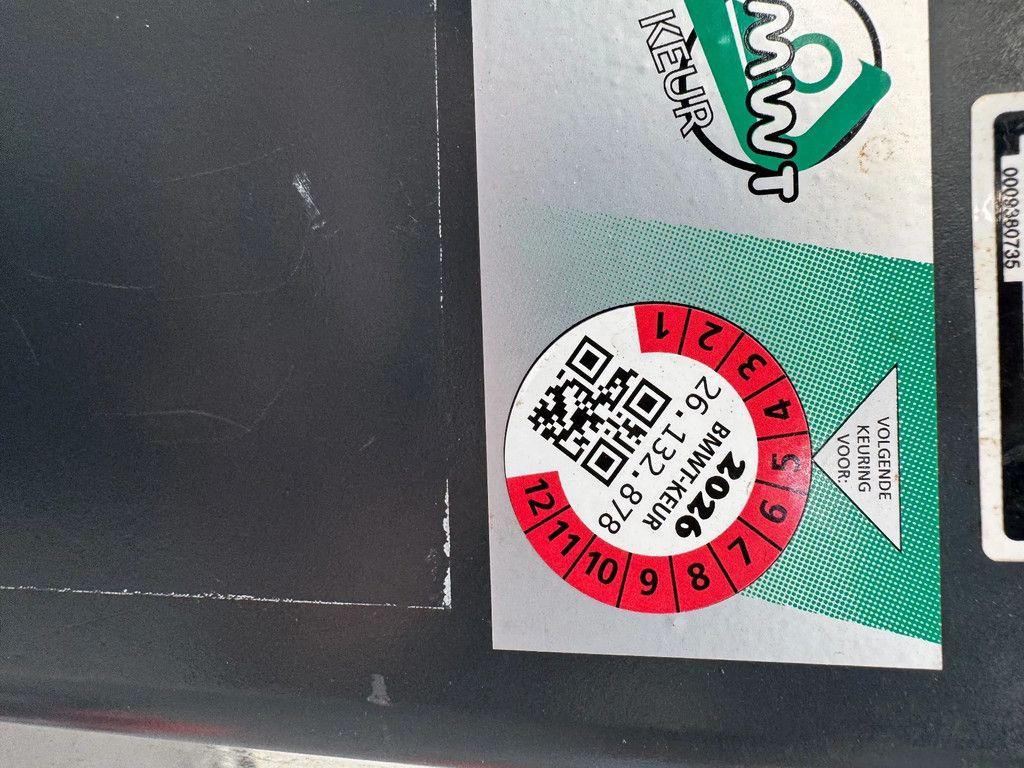 BMWT
KEUR
VOLGENDE
KEURING
VOOR:
1 2 3 4 5 6 7 8 9 10 11 12
2026
BMWT-KEUR
26.132.878
0009380735